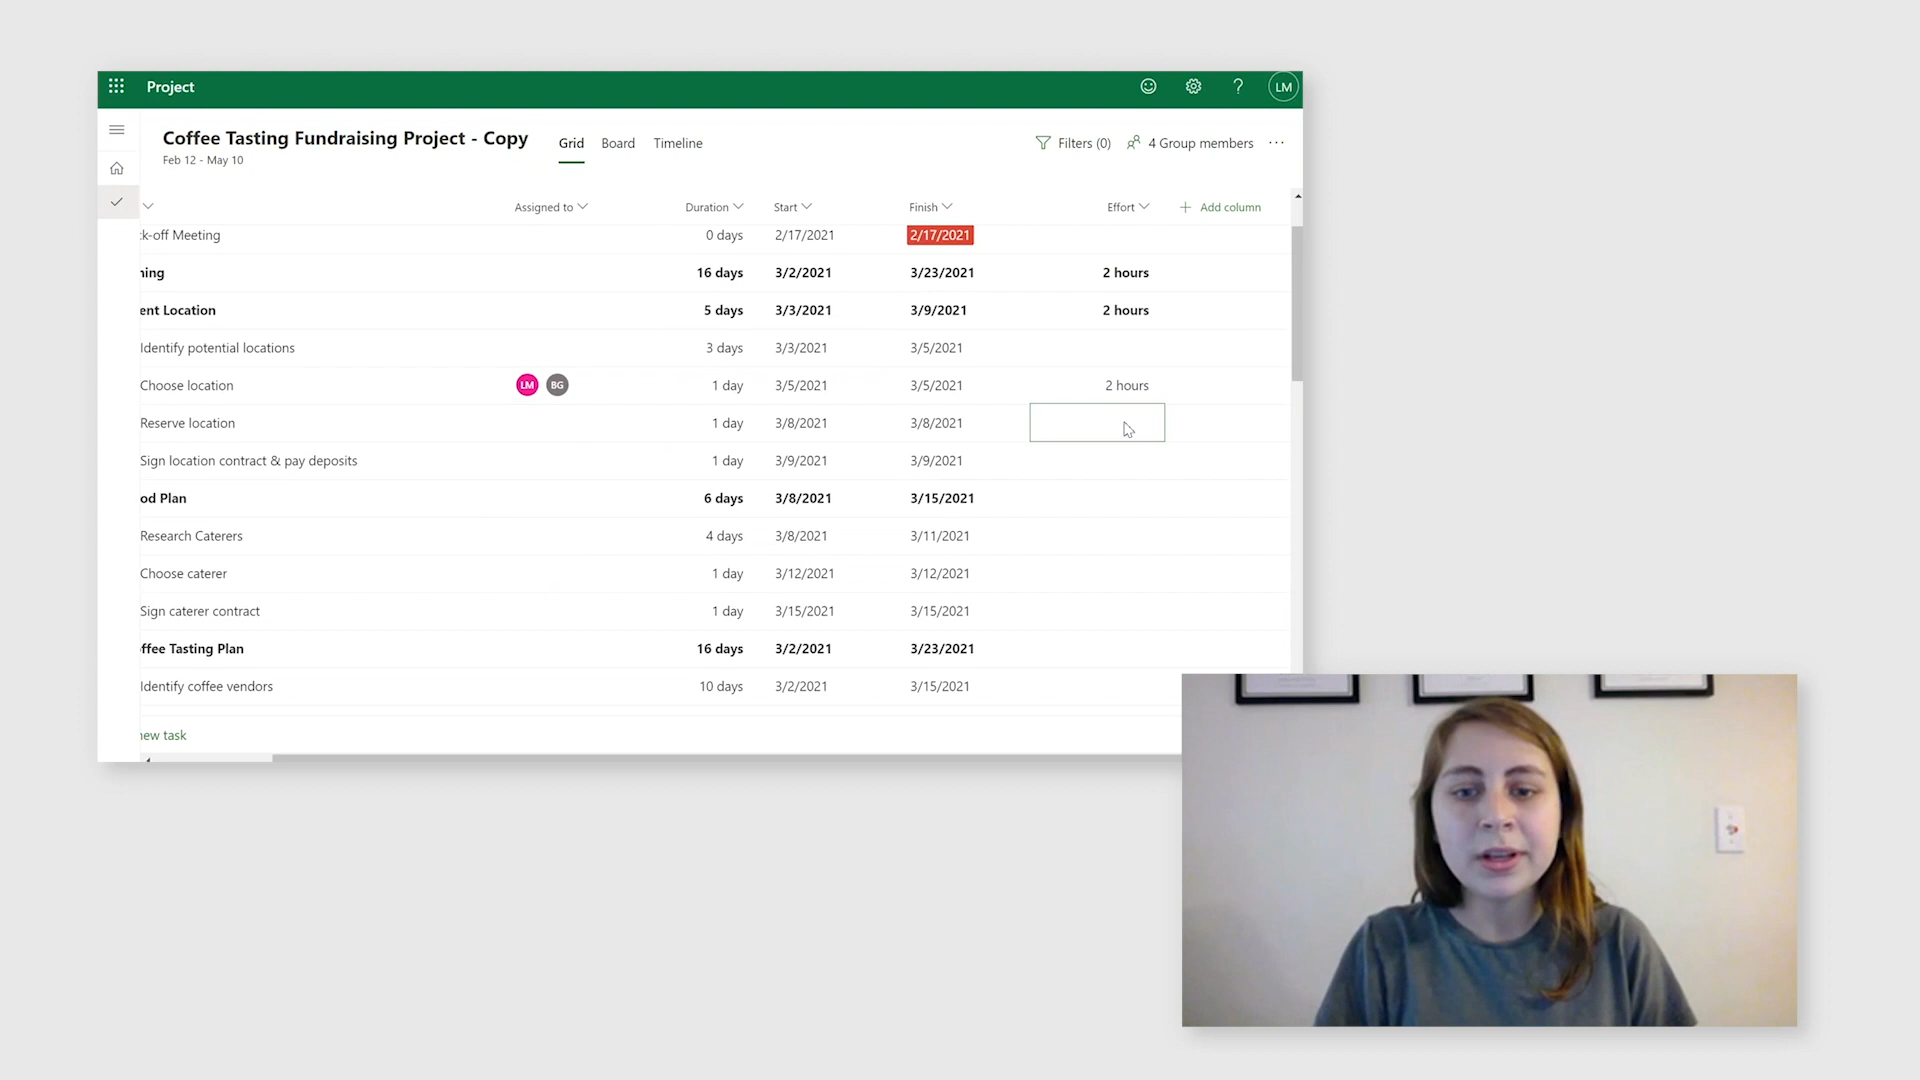 Project
?
LM
Coffee Tasting Fundraising Project - Copy
Feb 12 - May 10
Grid
Board
Timeline
Filters (0)
4 Group members
Assigned to
Duration
Start
Finish
Effort
Add column
k-off Meeting 0 days 2/17/2021 2/17/2021
ning 16 days 3/2/2021 3/23/2021 2 hours
ent Location 5 days 3/3/2021 3/9/2021 2 hours
Identify potential locations 3 days 3/3/2021 3/5/2021
Choose location LM BG 1 day 3/5/2021 3/5/2021 2 hours
Reserve location 1 day 3/8/2021 3/8/2021
Sign location contract & pay deposits 1 day 3/9/2021 3/9/2021
od Plan 6 days 3/8/2021 3/15/2021
Research Caterers 4 days 3/8/2021 3/11/2021
Choose caterer 1 day 3/12/2021 3/12/2021
Sign caterer contract 1 day 3/15/2021 3/15/2021
ffee Tasting Plan 16 days 3/2/2021 3/23/2021
Identify coffee vendors 10 days 3/2/2021 3/15/2021
new task